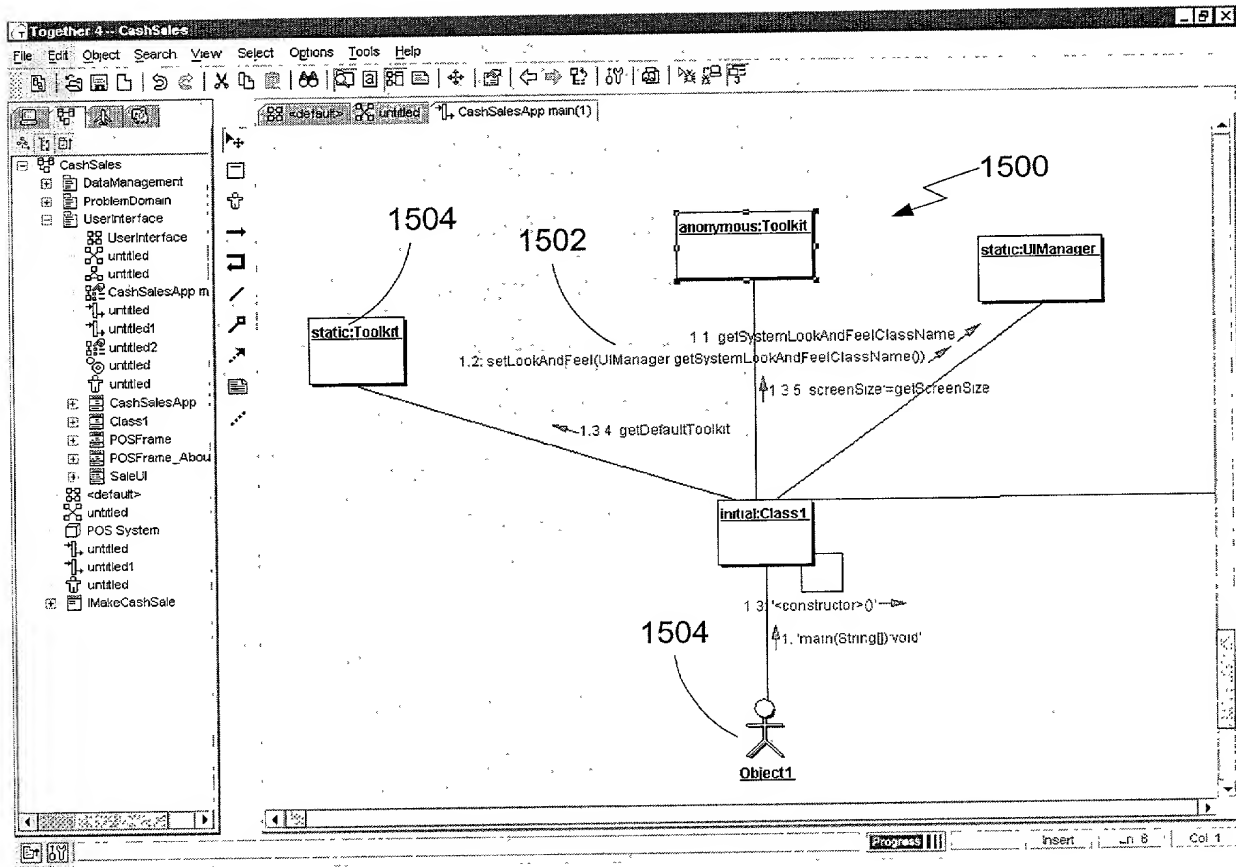 Together 4 -- CashSales
File Edit Object Search View Select Options Tools Help
<default> untitled CashSalesApp main(1)
CashSales
DataManagement
ProblemDomain
UserInterface
UserInterface
untitled
untitled
CashSalesApp m
untitled
untitled1
untitled2
untitled
untitled
CashSalesApp
Class1
POSFrame
POSFrame_Abou
SaleUI
<default>
untitled
POS System
untitled
untitled1
untitled
IMakeCashSale
1500
1504
1502
anonymous:Toolkit
static:UIManager
static:Toolkit
1 1 getSystemLookAndFeelClassName
1.2: setLookAndFeel(UIManager getSystemLookAndFeelClassName())
1 3 5 screenSize'=getScreenSize
1.3 4 getDefaultToolkit
initial:Class1
1 3: '<constructor>()'
1. 'main(String[]) void'
1504
Object1
Progress
Insert Ln 6 Col 1